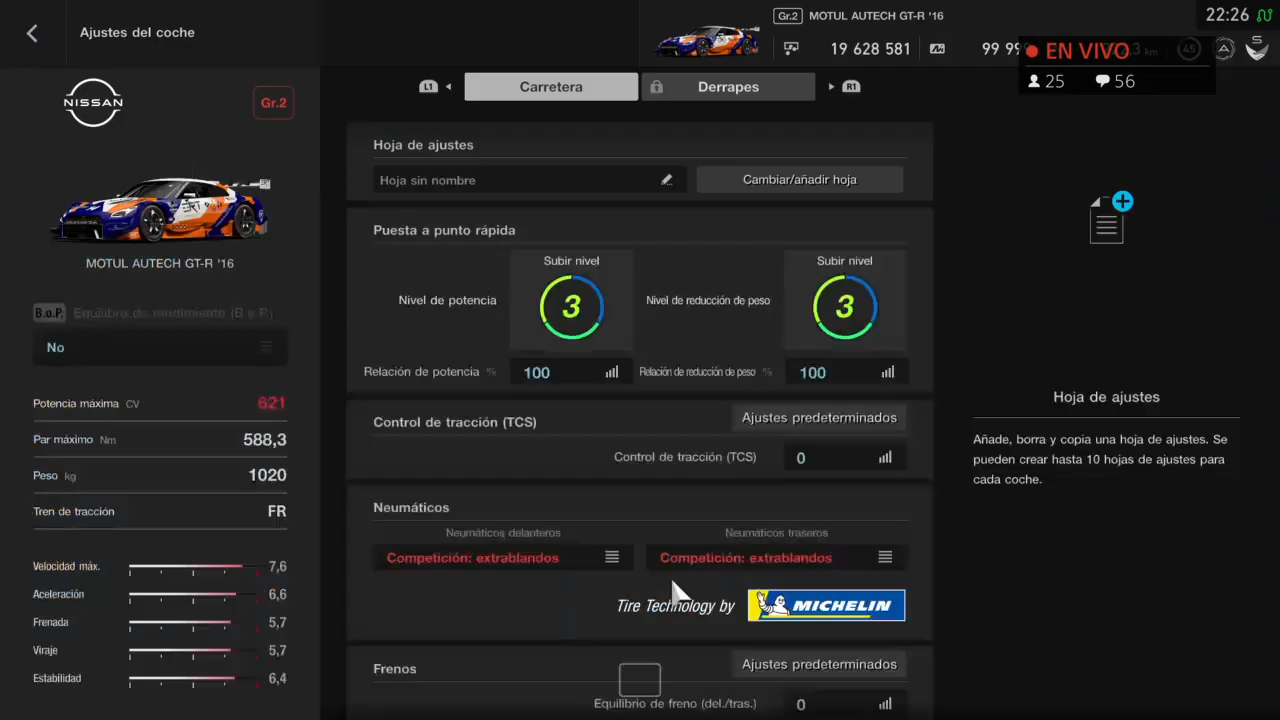 Ajustes del coche
Gr.2 MOTUL AUTECH GT-R '16
22:26
19 628 581
99 99
3 km
45
A
S
EN VIVO
25 56
NISSAN
Gr.2
MOTUL AUTECH GT-R '16
B.o.P. Equilibrio de rendimiento (B.o.P.)
No
Potencia máxima CV 621
Par máximo Nm 588,3
Peso kg 1020
Tren de tracción FR
Velocidad máx. 7,6
Aceleración 6,6
Frenada 5,7
Viraje 5,7
Estabilidad 6,4
L1 Carretera Derrapes R1
Hoja de ajustes
Hoja sin nombre Cambiar/añadir hoja
Puesta a punto rápida
Nivel de potencia Subir nivel 3 Nivel de reducción de peso Subir nivel 3
Relación de potencia % 100 Relación de reducción de peso % 100
Control de tracción (TCS) Ajustes predeterminados
Control de tracción (TCS) 0
Neumáticos
Neumáticos delanteros Neumáticos traseros
Competición: extrablandos Competición: extrablandos
Tire Technology by MICHELIN
Frenos Ajustes predeterminados
Equilibrio de freno (del./tras.) 0
Hoja de ajustes
Añade, borra y copia una hoja de ajustes. Se
pueden crear hasta 10 hojas de ajustes para
cada coche.